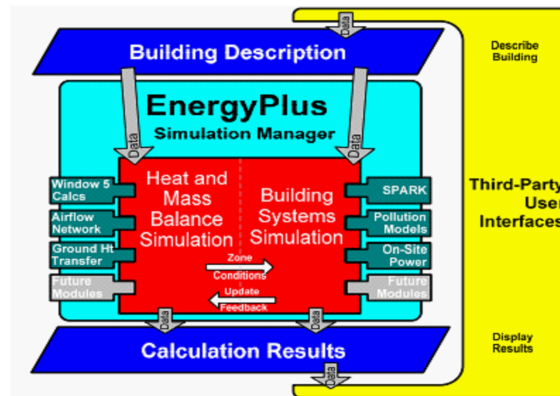 Data
Building Description
Describe
Building
EnergyPlus
Simulation Manager
Data
Data
Window 5
Calcs
Airflow
Network
Ground Ht
Transfer
Future
Modules
Heat and
Mass
Balance
Simulation
Building
Systems
Simulation
Zone
Conditions
Update
Feedback
SPARK
Pollution
Models
On-Site
Power
Future
Modules
Third-Party
User
Interfaces
Data
Data
Calculation Results
Display
Results
Data